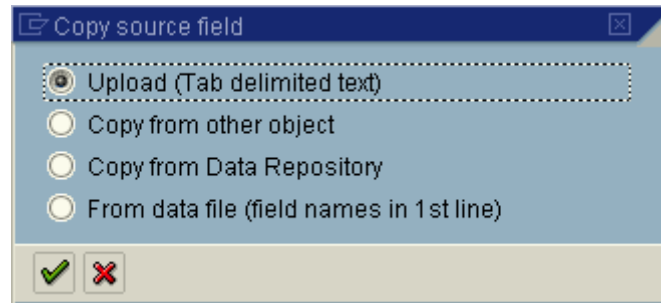 Copy source field
Upload (Tab delimited text)
Copy from other object
Copy from Data Repository
From data file (field names in 1st line)